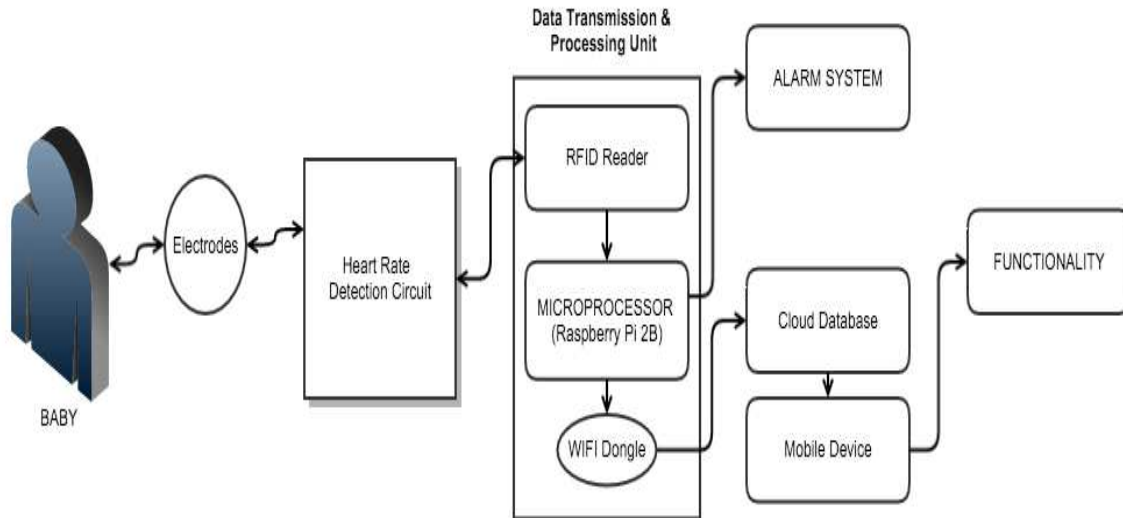 Data Transmission &
Processing Unit
ALARM SYSTEM
RFID Reader
Electrodes
Heart Rate
Detection Circuit
FUNCTIONALITY
MICROPROCESSOR
(Raspberry Pi 2B)
Cloud Database
BABY
WIFI Dongle
Mobile Device